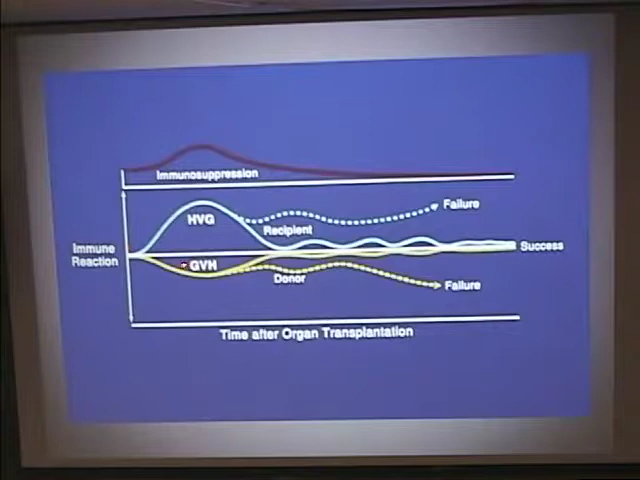 Immunosuppression
HVG
Failure
Recipient
Immune
Reaction
Success
GVH
Donor
Failure
Time after Organ Transplantation